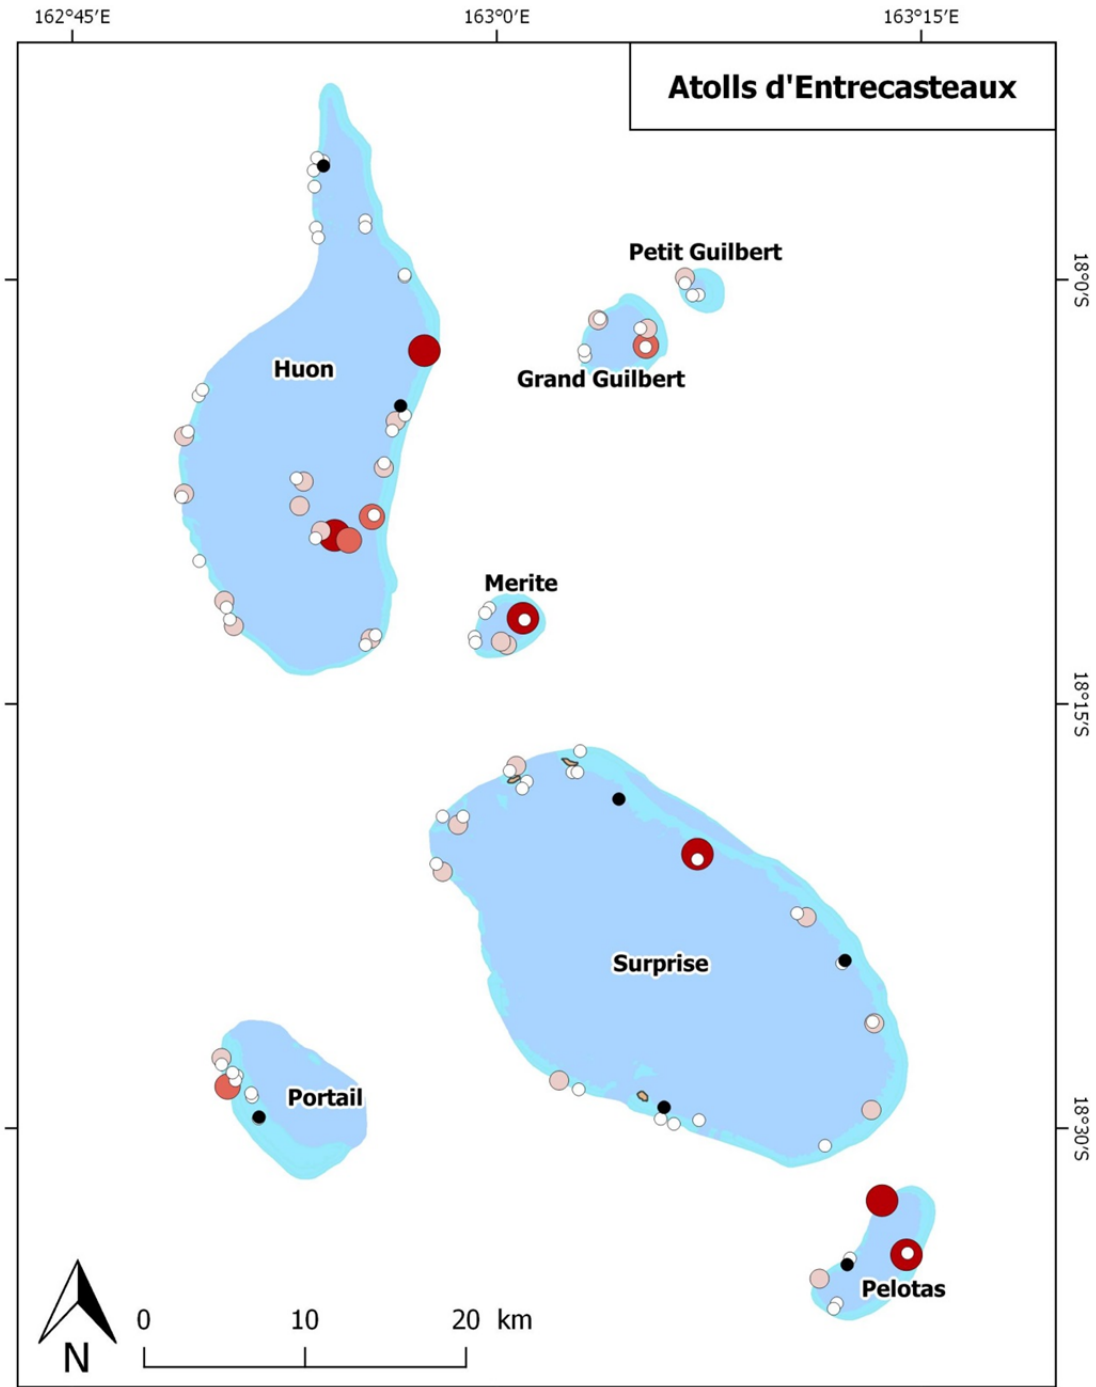 162°45′E 163°0′E 163°15′E
Atolls d'Entrecasteaux
Petit Guilbert
18°0′S
Huon
Grand Guilbert
Merite
18°15′S
Surprise
Portail
18°30′S
Pelotas
0 10 20 km
N